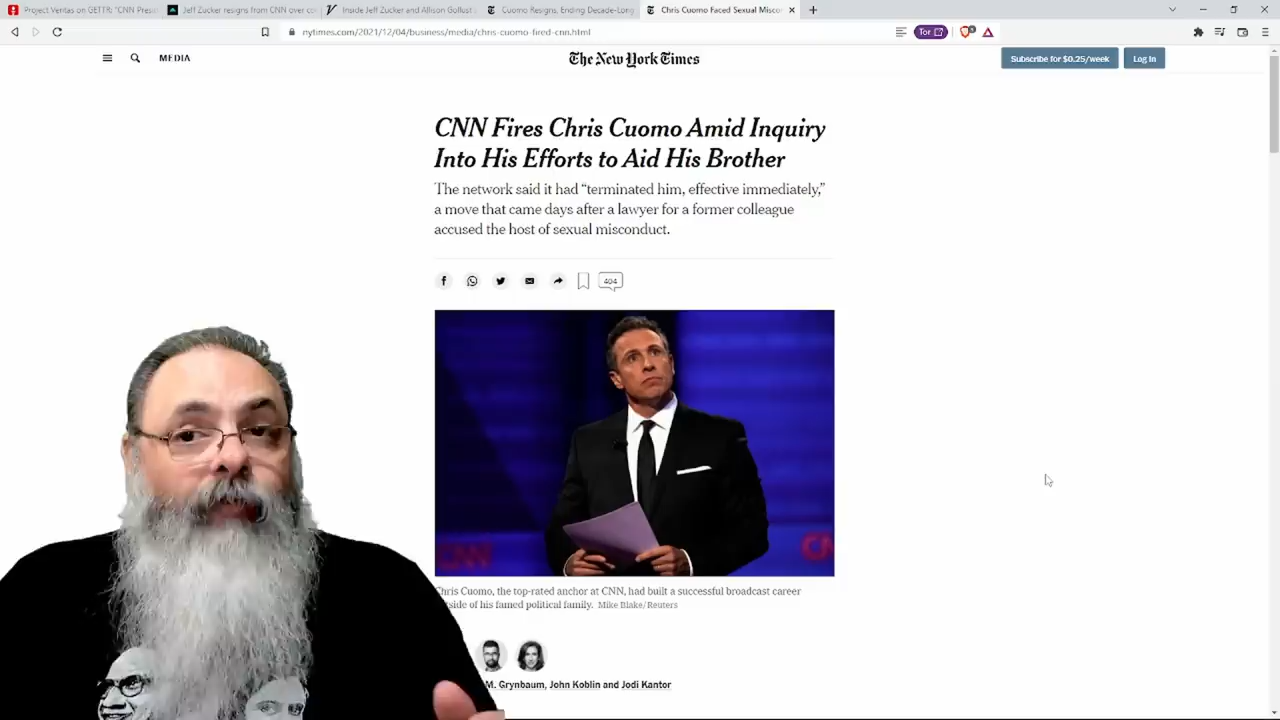 Project Veritas on GETTR: "CNN Presi
Jeff Zucker resigns from CNN over co
Inside Jeff Zucker and Allison Gollust'
Cuomo Resigns, Ending Decade-Long
Chris Cuomo Faced Sexual Misco
nytimes.com/2021/12/04/business/media/chris-cuomo-fired-cnn.html
Tor
MEDIA
The New York Times
Subscribe for $0.25/week
Log In
CNN Fires Chris Cuomo Amid Inquiry
Into His Efforts to Aid His Brother
The network said it had “terminated him, effective immediately,”
a move that came days after a lawyer for a former colleague
accused the host of sexual misconduct.
404
Chris Cuomo, the top-rated anchor at CNN, had built a successful broadcast career
side of his famed political family. Mike Blake/Reuters
M. Grynbaum, John Koblin and Jodi Kantor